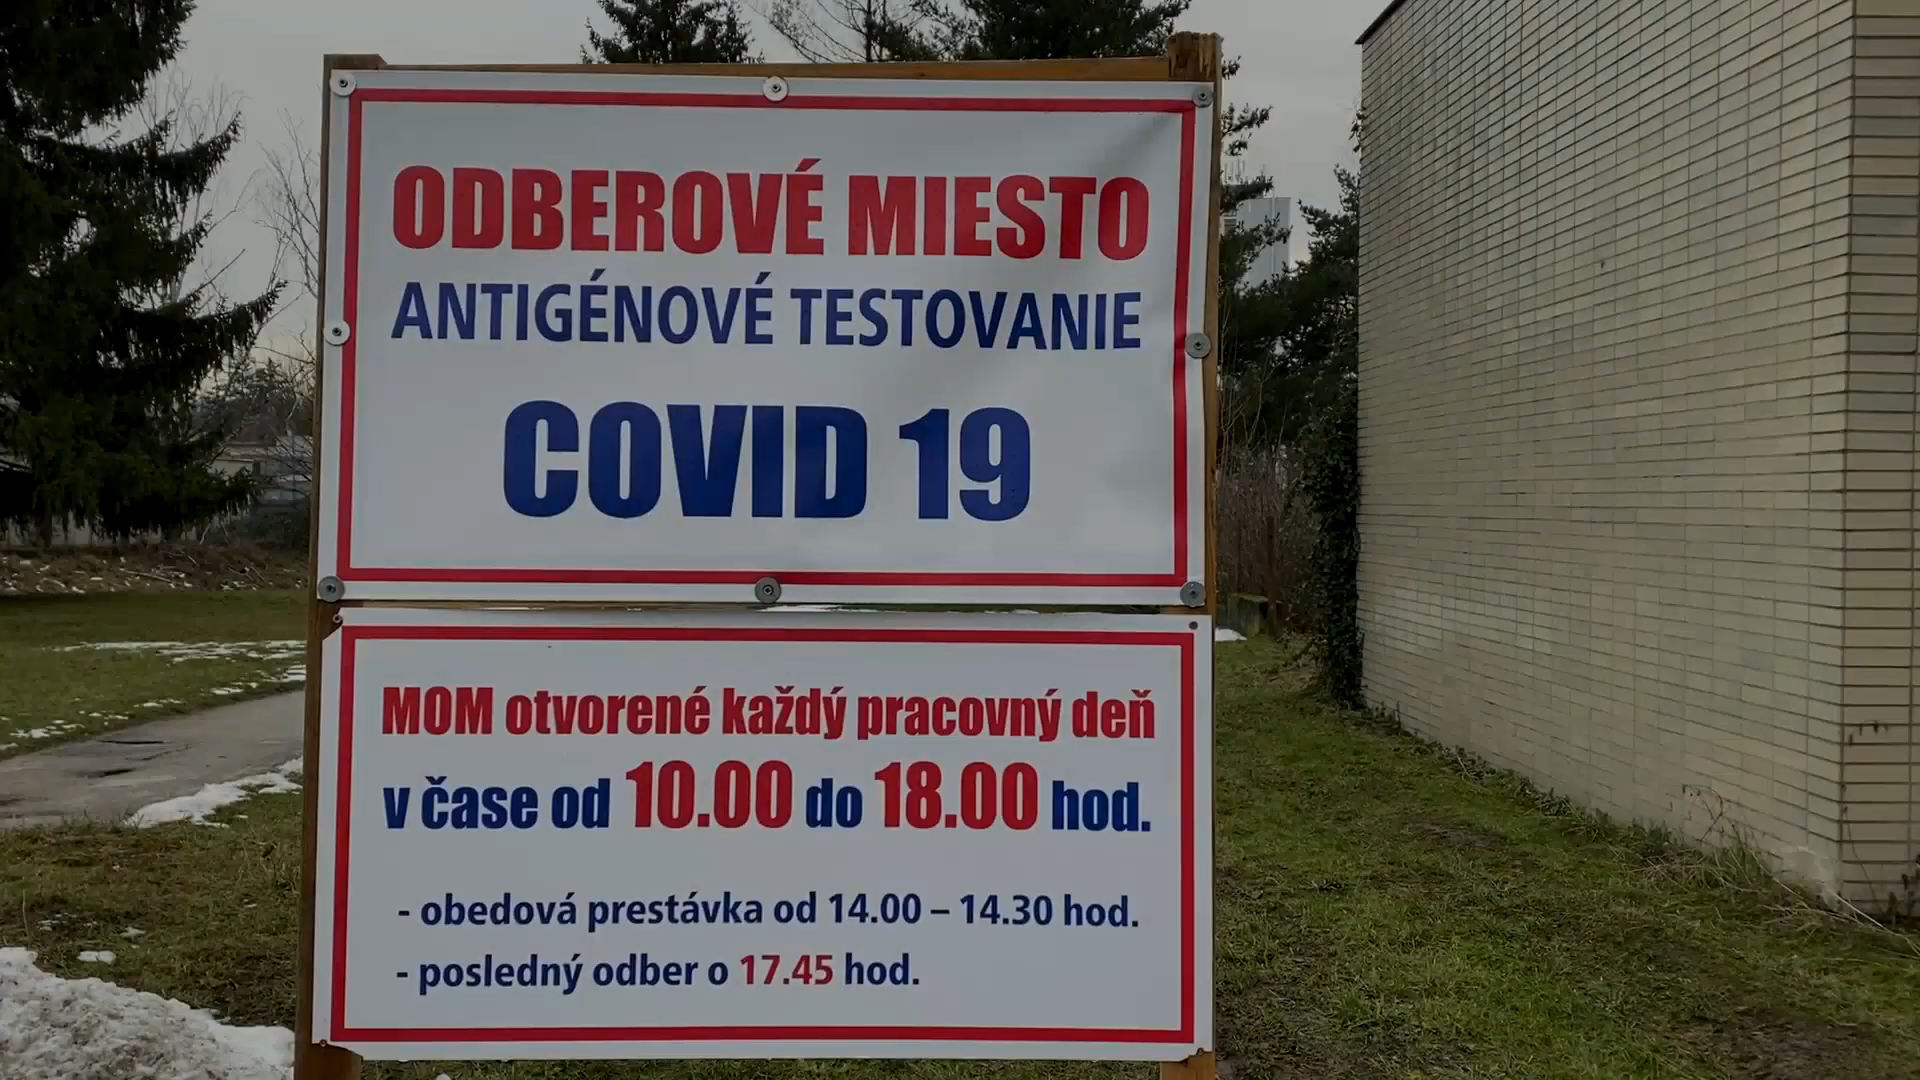 ODBEROVÉ MIESTO
ANTIGÉNOVÉ TESTOVANIE
COVID 19
MOM otvorené každý pracovný deň
v čase od 10.00 do 18.00 hod.
- obedová prestávka od 14.00 – 14.30 hod.
- posledný odber o 17.45 hod.